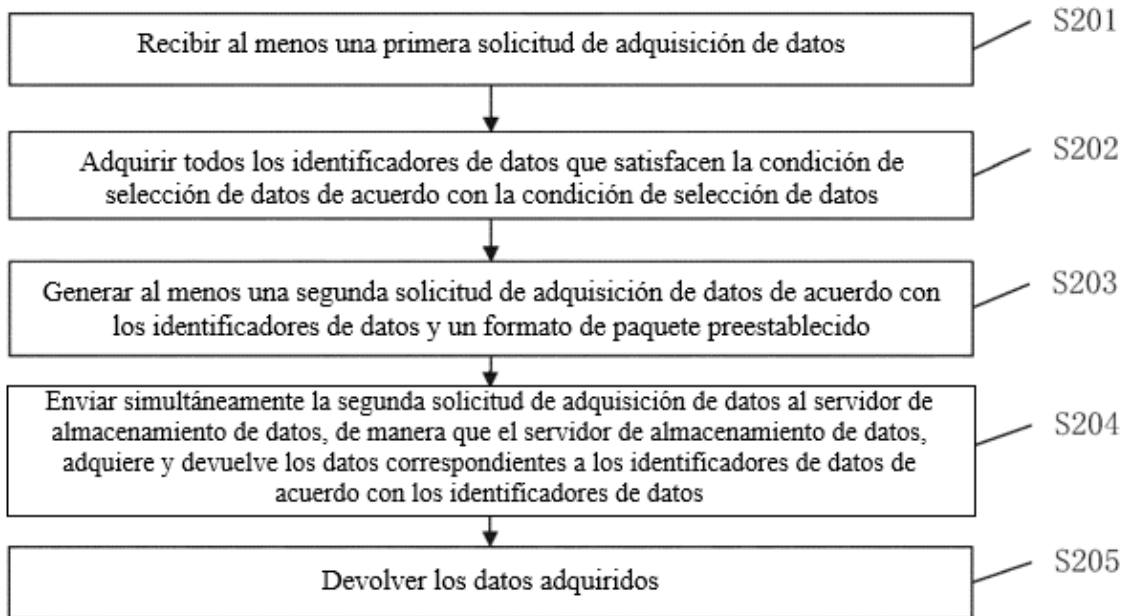 Recibir al menos una primera solicitud de adquisición de datos
S201
Adquirir todos los identificadores de datos que satisfacen la condición de
selección de datos de acuerdo con la condición de selección de datos
S202
Generar al menos una segunda solicitud de adquisición de datos de acuerdo con
los identificadores de datos y un formato de paquete preestablecido
S203
Enviar simultáneamente la segunda solicitud de adquisición de datos al servidor de
almacenamiento de datos, de manera que el servidor de almacenamiento de datos,
adquiere y devuelve los datos correspondientes a los identificadores de datos de
acuerdo con los identificadores de datos
S204
Devolver los datos adquiridos
S205